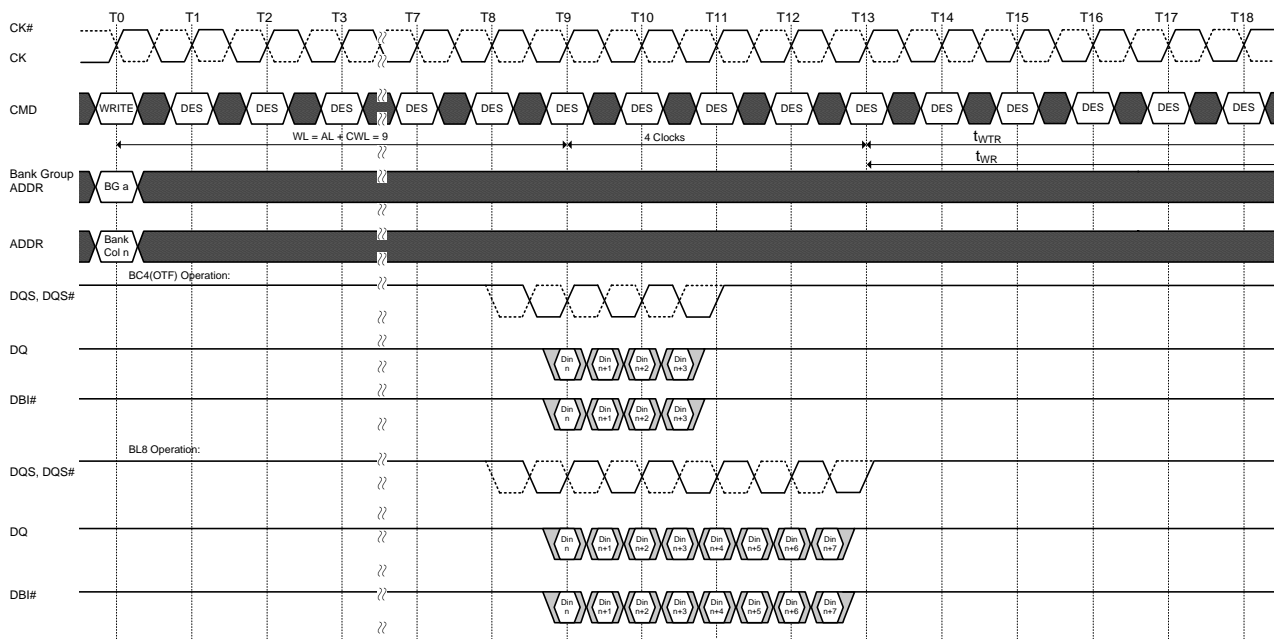 T0 T1 T2 T3 T7 T8 T9 T10 T11 T12 T13 T14 T15 T16 T17 T18
CK#
CK
CMD WRITE DES DES DES DES DES DES DES DES DES DES DES DES DES DES DES
WL = AL + CWL = 9 4 Clocks tWTR
tWR
Bank Group
ADDR
BG a
ADDR
Bank
Col n
BC4(OTF) Operation:
DQS, DQS#
DQ
Din Din Din Din
n n+1 n+2 n+3
DBI#
Din Din Din Din
n n+1 n+2 n+3
BL8 Operation:
DQS, DQS#
DQ
Din Din Din Din Din Din Din Din
n n+1 n+2 n+3 n+4 n+5 n+6 n+7
DBI#
Din Din Din Din Din Din Din Din
n n+1 n+2 n+3 n+4 n+5 n+6 n+7